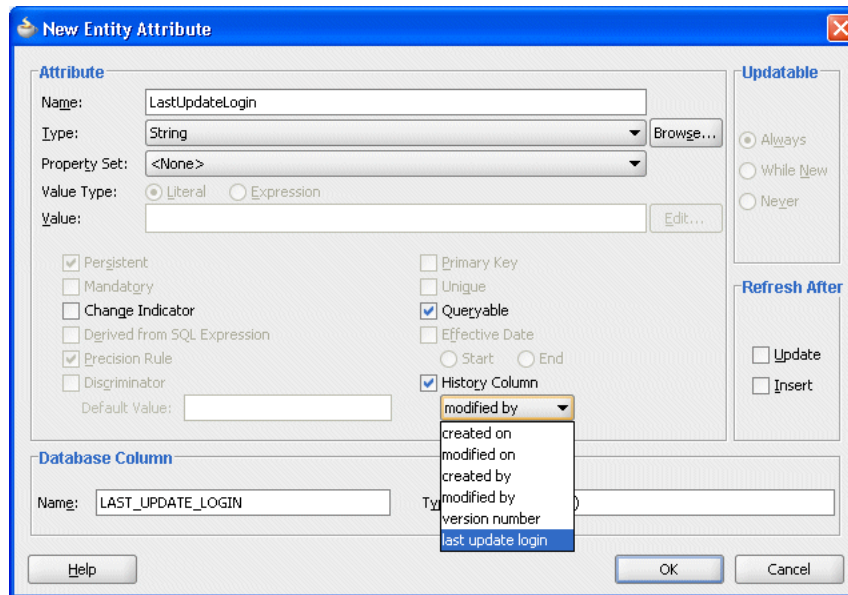 New Entity Attribute
Attribute
Name: LastUpdateLogin
Type: String Browse...
Property Set: <None>
Value Type: Literal Expression
Value: Edit...
Persistent Primary Key
Mandatory Unique
Change Indicator Queryable
Derived from SQL Expression Effective Date
Precision Rule Start End
Discriminator History Column
Default Value: modified by
created on
modified on
created by
modified by
version number
last update login
Updatable
Always
While New
Never
Refresh After
Update
Insert
Database Column
Name: LAST_UPDATE_LOGIN )
Help OK Cancel